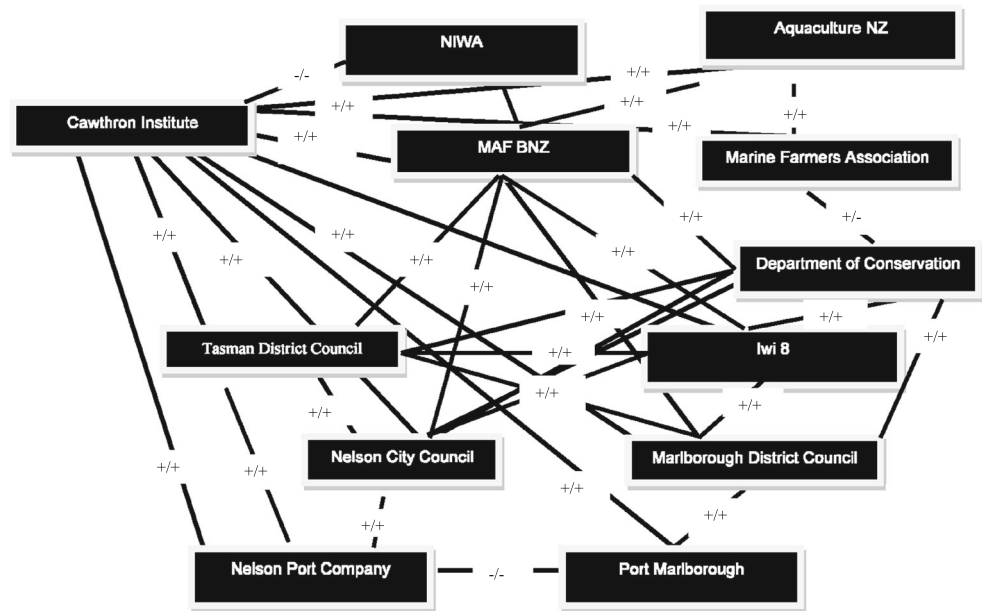 Aquaculture NZ
NIWA
-/-
+/+
+/+
+/+
+/+
Cawthron Institute
+/+
+/+
MAF BNZ
Marine Farmers Association
+/+
+/-
+/+
+/+
+/+
+/+
+/+
Department of Conservation
+/+
+/+
+/+
+/+
+/+
Tasman District Council
+/+
Iwi 8
+/+
+/+
+/+
Nelson City Council
Marlborough District Council
+/+
+/+
+/+
+/+
+/+
Nelson Port Company
-/-
Port Marlborough